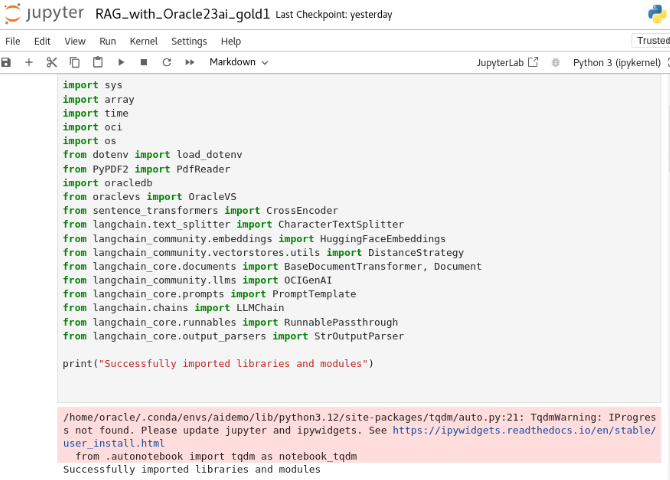 jupyter RAG_with_Oracle23ai_gold1 Last Checkpoint: yesterday
File Edit View Run Kernel Settings Help Trusted
Markdown JupyterLab Python 3 (ipykernel)
import sys
import array
import time
import oci
import os
from dotenv import load_dotenv
from PyPDF2 import PdfReader
import oracledb
from oraclevs import OracleVS
from sentence_transformers import CrossEncoder
from langchain.text_splitter import CharacterTextSplitter
from langchain_community.embeddings import HuggingFaceEmbeddings
from langchain_community.vectorstores.utils import DistanceStrategy
from langchain_core.documents import BaseDocumentTransformer, Document
from langchain_community.llms import OCIGenAI
from langchain_core.prompts import PromptTemplate
from langchain.chains import LLMChain
from langchain_core.runnables import RunnablePassthrough
from langchain_core.output_parsers import StrOutputParser
print("Successfully imported libraries and modules")
/home/oracle/.conda/envs/aidemo/lib/python3.12/site-packages/tqdm/auto.py:21: TqdmWarning: IProgres
s not found. Please update jupyter and ipywidgets. See https://ipywidgets.readthedocs.io/en/stable/
user_install.html
from .autonotebook import tqdm as notebook_tqdm
Successfully imported libraries and modules